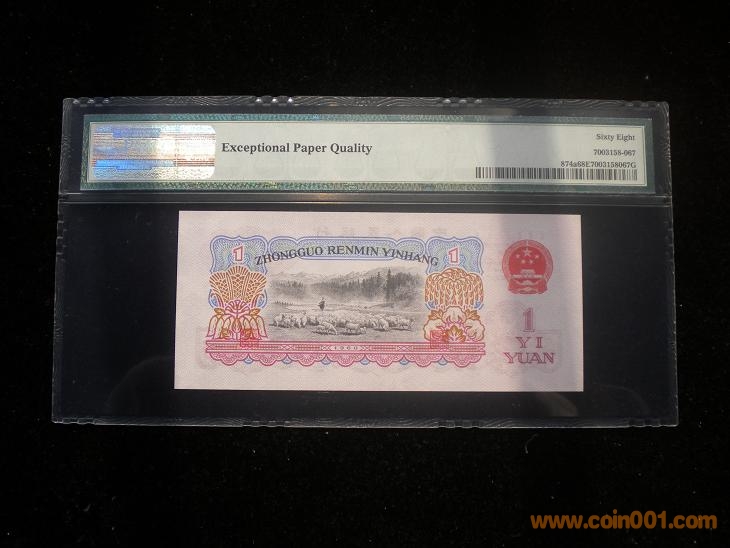 Exceptional Paper Quality
Sixty Eight
7003158-067
874a68E7003158067G
1
1
ZHONGGUO RENMIN YINHANG
1960
1
YI
YUAN
www.coin001.com